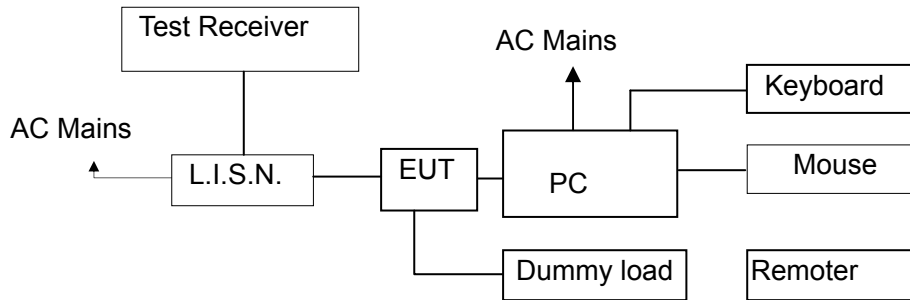 Test Receiver
AC Mains
Keyboard
AC Mains
L.I.S.N.
EUT
PC
Mouse
Dummy load
Remoter